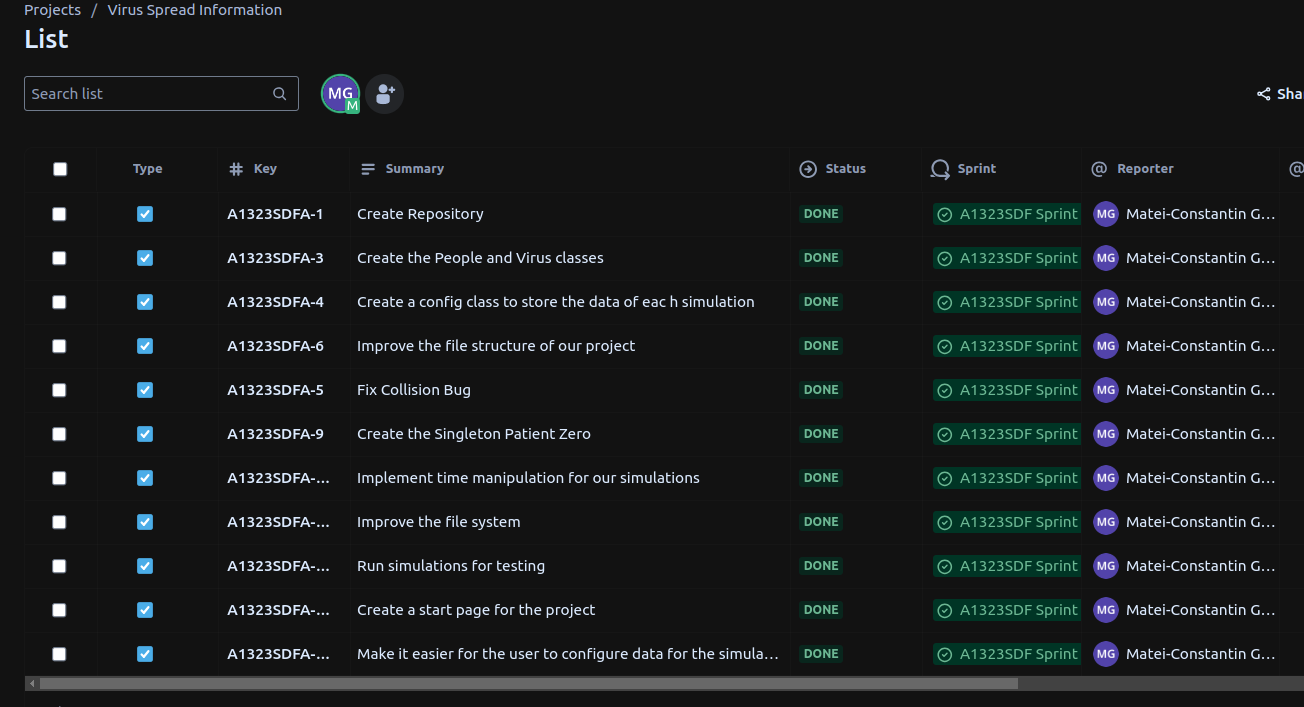 Projects / Virus Spread Information
List
Search list MG M Shar
Type Key Summary Status Sprint Reporter
A1323SDFA-1 Create Repository DONE A1323SDF Sprint MG Matei-Constantin G...
A1323SDFA-3 Create the People and Virus classes DONE A1323SDF Sprint MG Matei-Constantin G...
A1323SDFA-4 Create a config class to store the data of eac h simulation DONE A1323SDF Sprint MG Matei-Constantin G...
A1323SDFA-6 Improve the file structure of our project DONE A1323SDF Sprint MG Matei-Constantin G...
A1323SDFA-5 Fix Collision Bug DONE A1323SDF Sprint MG Matei-Constantin G...
A1323SDFA-9 Create the Singleton Patient Zero DONE A1323SDF Sprint MG Matei-Constantin G...
A1323SDFA-... Implement time manipulation for our simulations DONE A1323SDF Sprint MG Matei-Constantin G...
A1323SDFA-... Improve the file system DONE A1323SDF Sprint MG Matei-Constantin G...
A1323SDFA-... Run simulations for testing DONE A1323SDF Sprint MG Matei-Constantin G...
A1323SDFA-... Create a start page for the project DONE A1323SDF Sprint MG Matei-Constantin G...
A1323SDFA-... Make it easier for the user to configure data for the simula... DONE A1323SDF Sprint MG Matei-Constantin G...